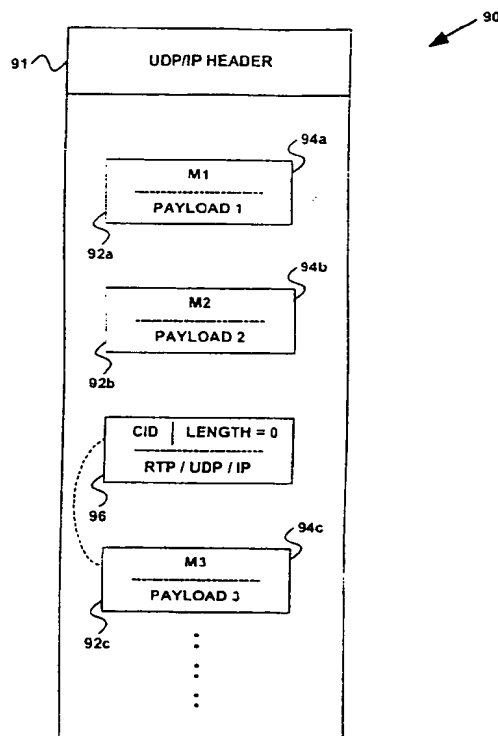 90
91
UDP/IP HEADER
94a
M1
PAYLOAD 1
92a
94b
M2
PAYLOAD 2
92b
CID | LENGTH = 0
RTP / UDP / IP
96
94c
M3
PAYLOAD 3
92c